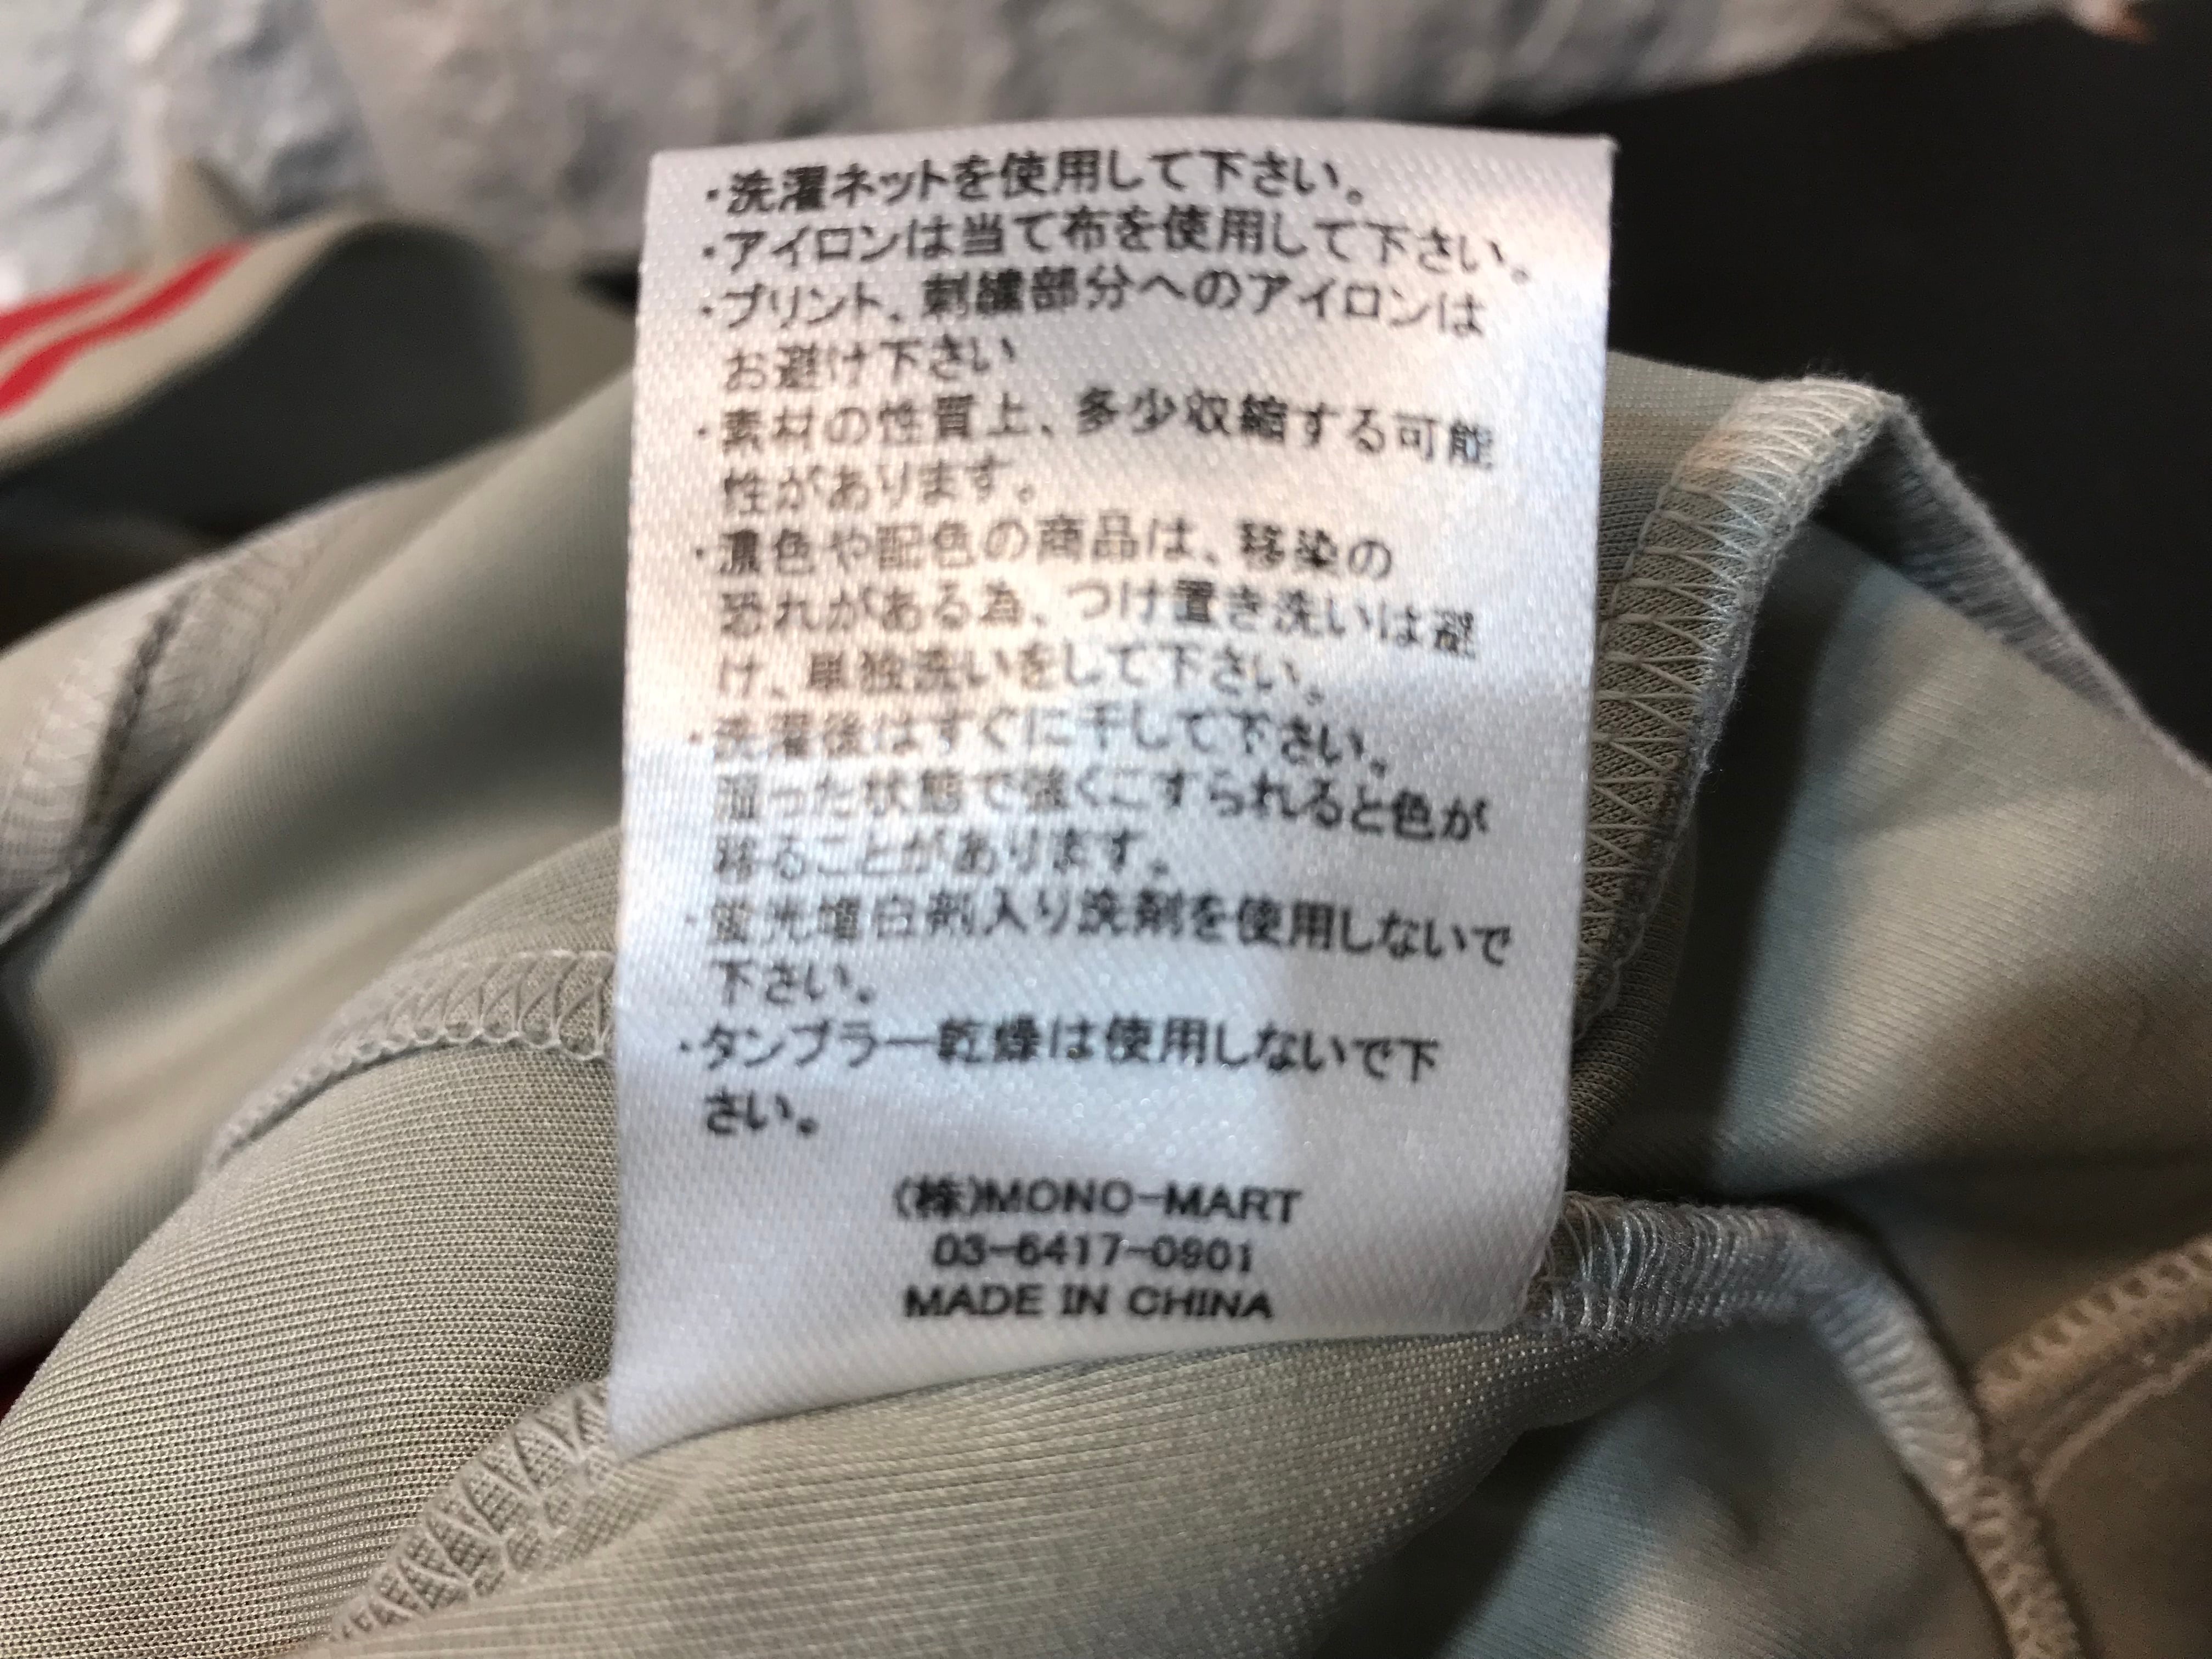 ・洗濯ネットを使用して下さい。
・アイロンは当て布を使用して下さい。
・プリント、刺繍部分へのアイロンは
お避け下さい
・素材の性質上、多少収縮する可能
性があります。
・濃色や配色の商品は、移染の
恐れがある為、つけ置き洗いは避
け、単独洗いをして下さい。
・洗濯後はすぐに干して下さい。
湿った状態で強くこすられると色が
移ることがあります。
・蛍光増白剤入り洗剤を使用しないで
下さい。
・タンブラー乾燥は使用しないで下
さい。
(株)MONO-MART
03-6417-0901
MADE IN CHINA